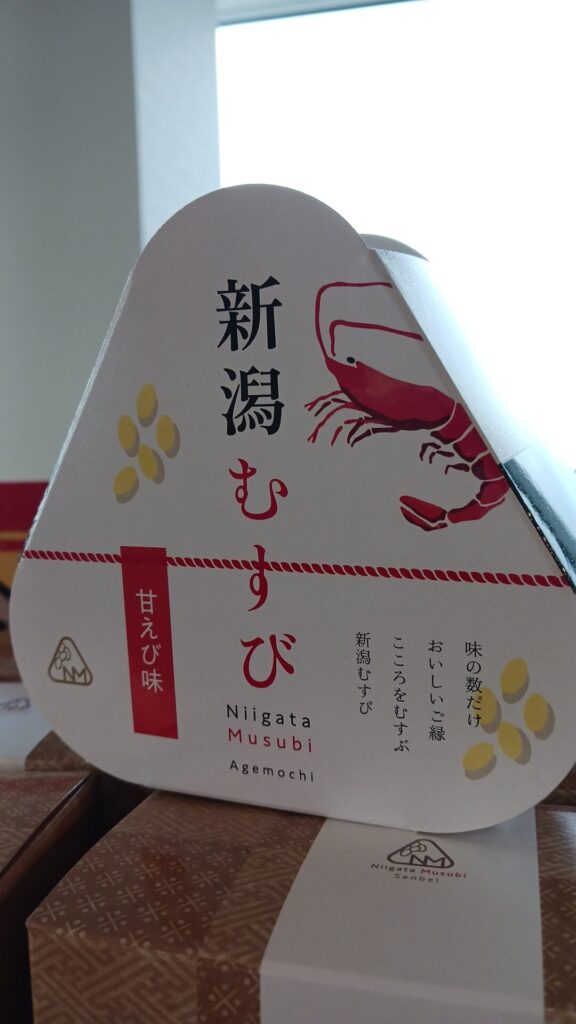 新潟むすび
甘えび味
Niigata
Musubi
Agemochi
味の数だけ
おいしいご縁
こころをむすぶ
新潟むすび
NM
NM
Niigata Musubi
Senbei